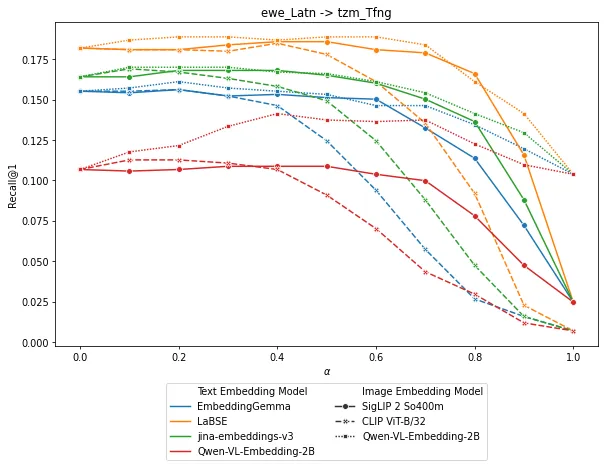 ewe_Latn -> tzm_Tfng
Recall@1
0.175
0.150
0.125
0.100
0.075
0.050
0.025
0.000
0.0 0.2 0.4 0.6 0.8 1.0
α
Text Embedding Model
EmbeddingGemma
LaBSE
jina-embeddings-v3
Qwen-VL-Embedding-2B
Image Embedding Model
SigLIP 2 So400m
CLIP ViT-B/32
Qwen-VL-Embedding-2B